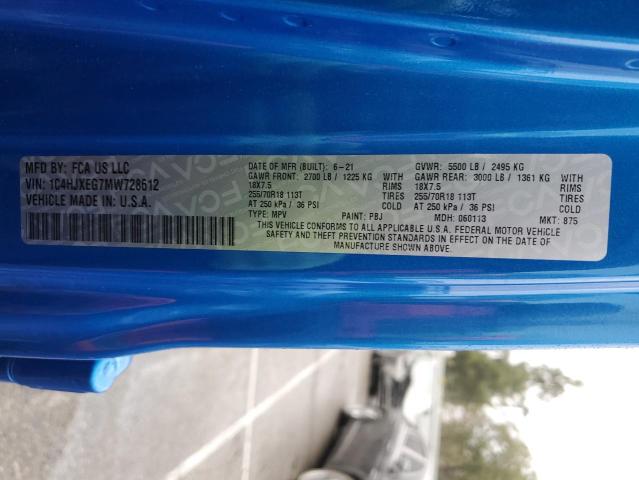 MFD BY: FCA US LLC
VIN: 1C4HJXEG7MW728612
VEHICLE MADE IN: U.S.A.
DATE OF MFR (BUILT): 6-21 GVWR: 5500 LB / 2495 KG
GAWR FRONT: 2700 LB / 1225 KG WITH GAWR REAR: 3000 LB / 1361 KG WITH
18X7.5 RIMS 18X7.5 RIMS
255/70R18 113T TIRES 255/70R18 113T TIRES
AT 250 kPa / 36 PSI COLD AT 250 kPa / 36 PSI COLD
TYPE: MPV PAINT: PBJ MDH: 060113 MKT: 875
THIS VEHICLE CONFORMS TO ALL APPLICABLE U.S.A. FEDERAL MOTOR VEHICLE
SAFETY AND THEFT PREVENTION STANDARDS IN EFFECT ON THE DATE OF
MANUFACTURE SHOWN ABOVE.